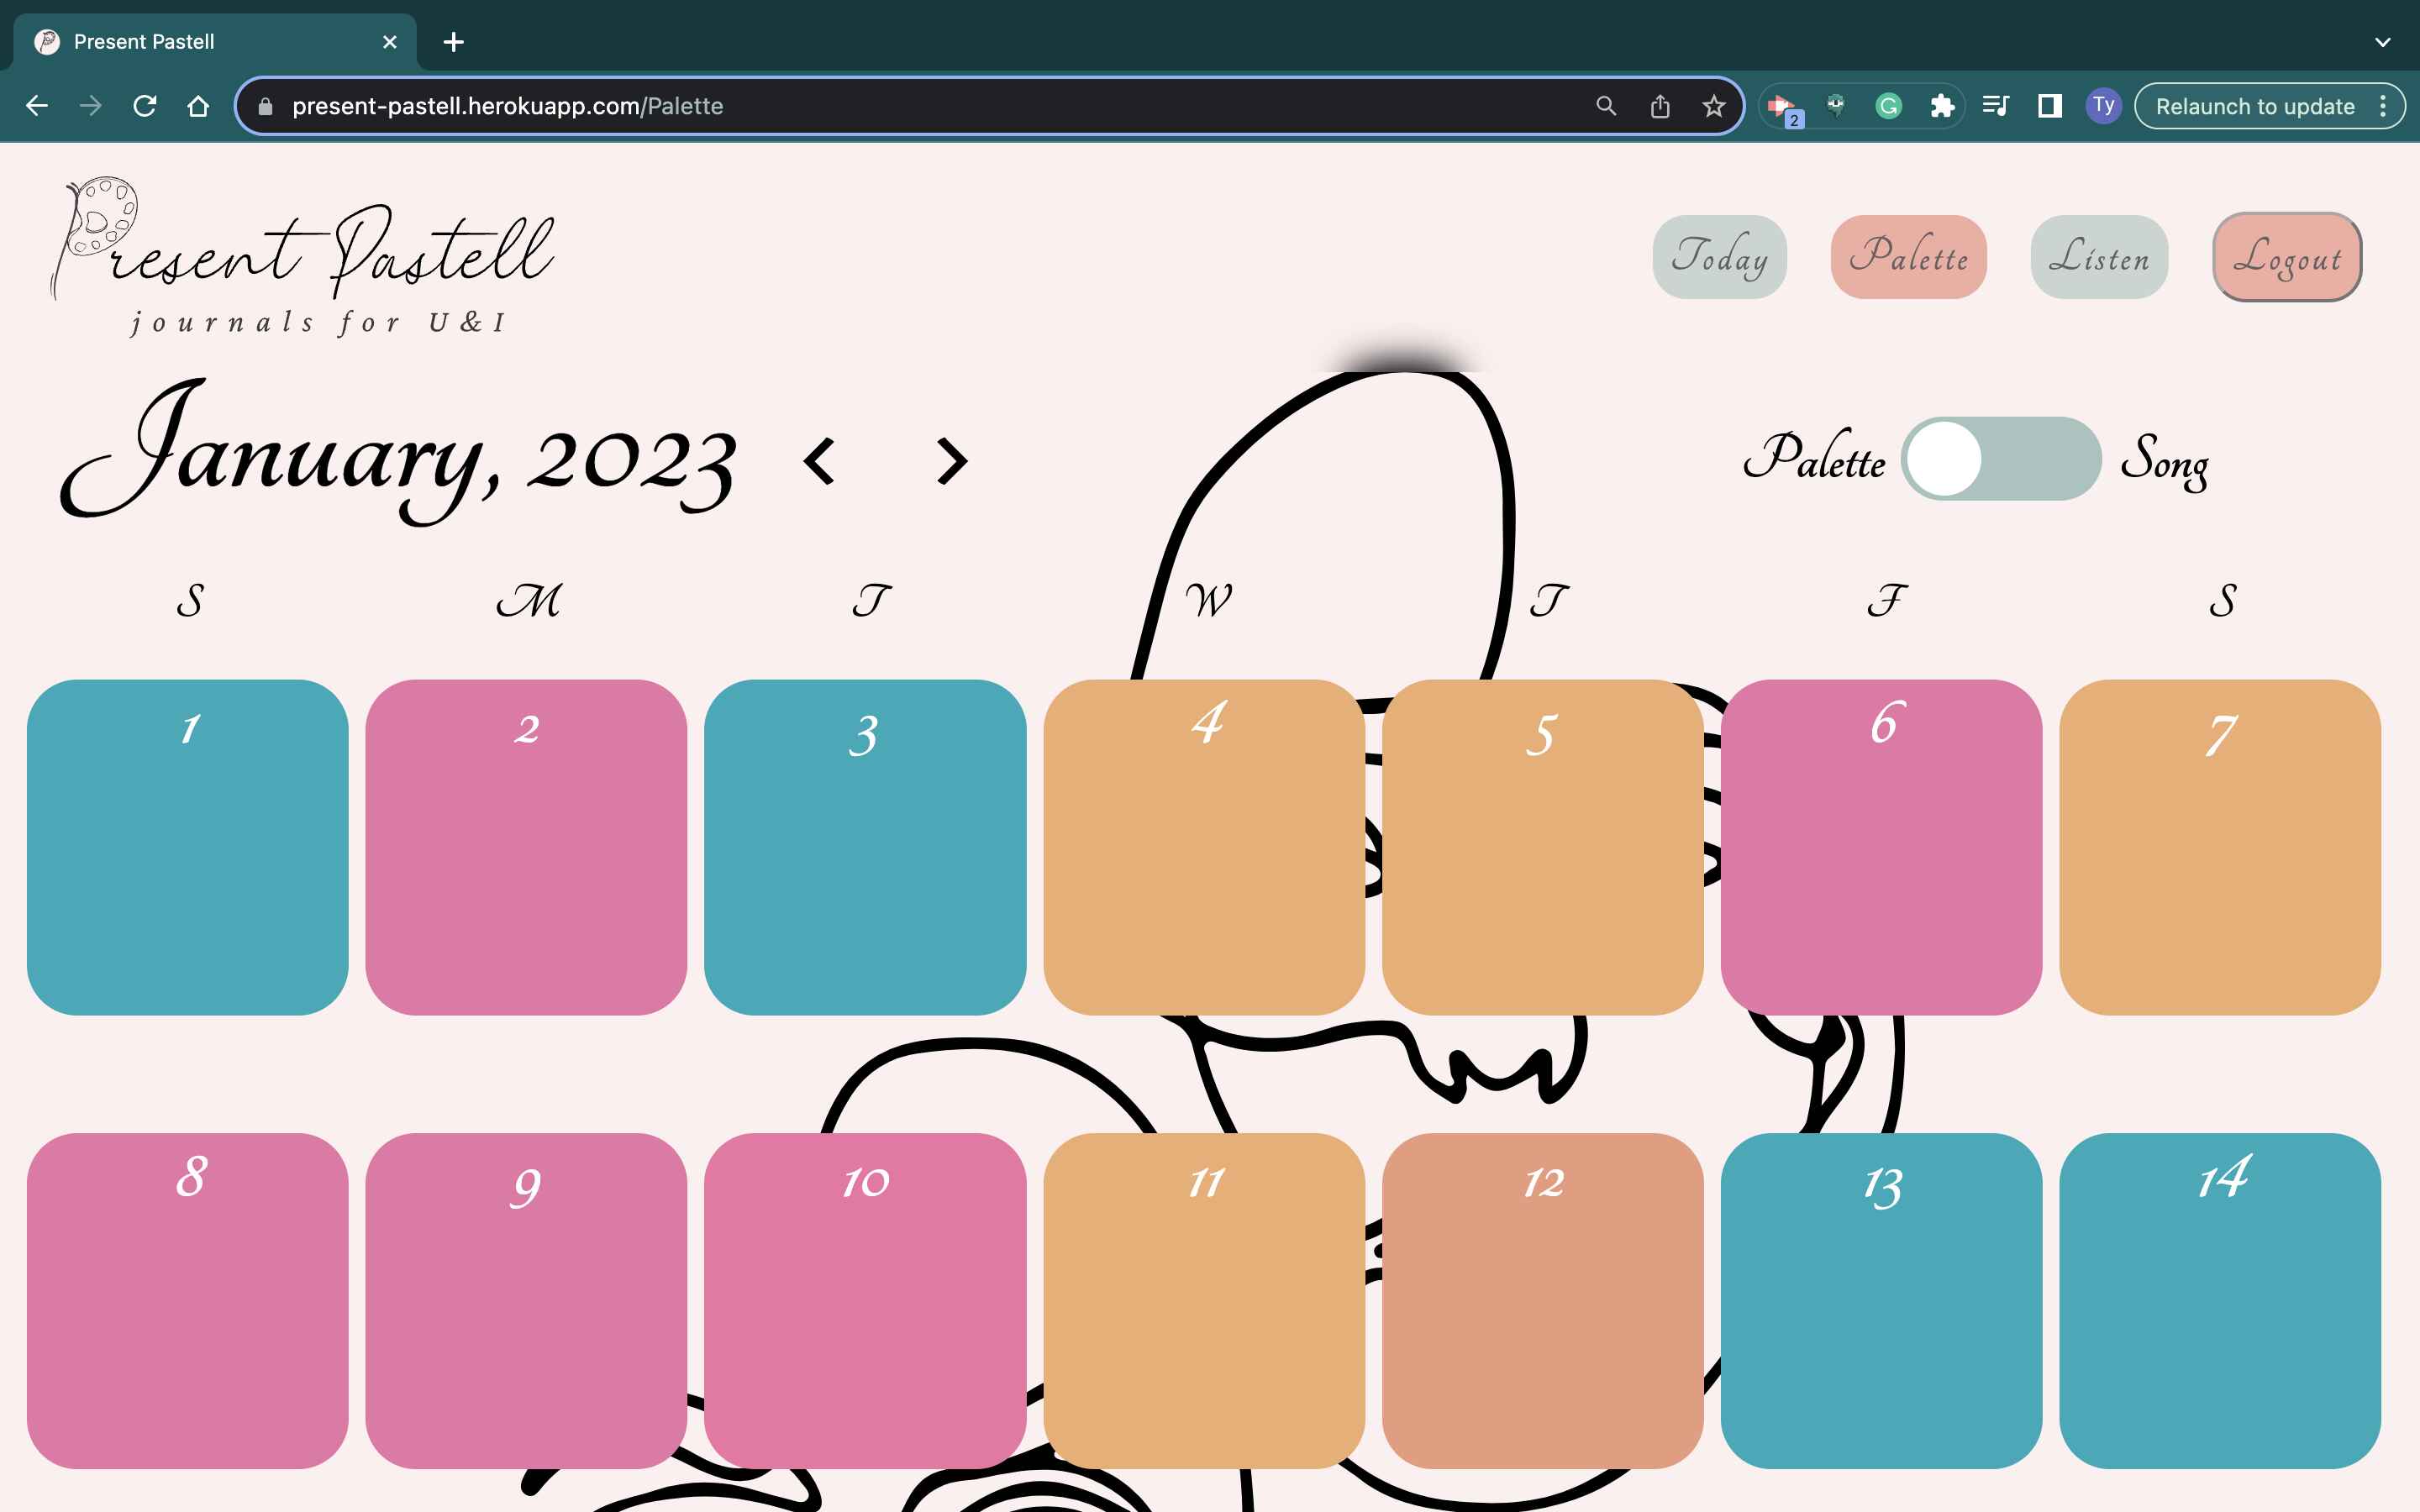 Present Pastell
present-pastell.herokuapp.com/Palette
2
Ty
Relaunch to update
Present Pastell
journals for U&I
Today
Palette
Listen
Logout
January, 2023 < >
Palette
Song
S M T W T F S
1 2 3 4 5 6 7
8 9 10 11 12 13 14